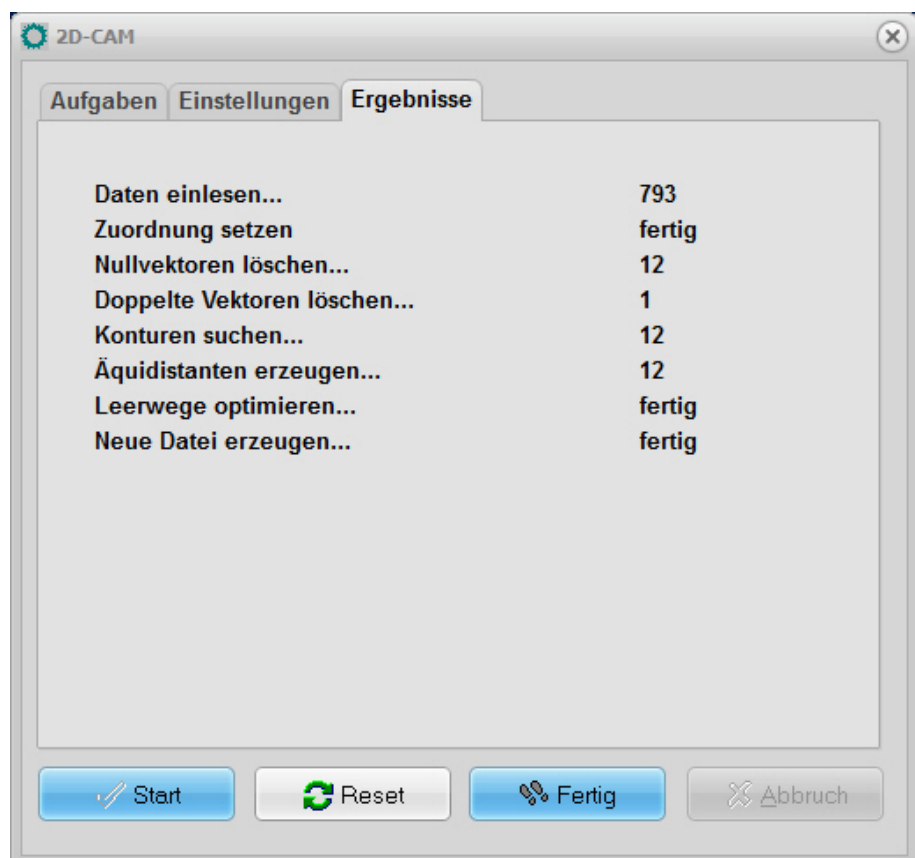 2D-CAM
Aufgaben Einstellungen Ergebnisse
Daten einlesen... 793
Zuordnung setzen fertig
Nullvektoren löschen... 12
Doppelte Vektoren löschen... 1
Konturen suchen... 12
Äquidistanten erzeugen... 12
Leerwege optimieren... fertig
Neue Datei erzeugen... fertig
Start Reset Fertig Abbruch